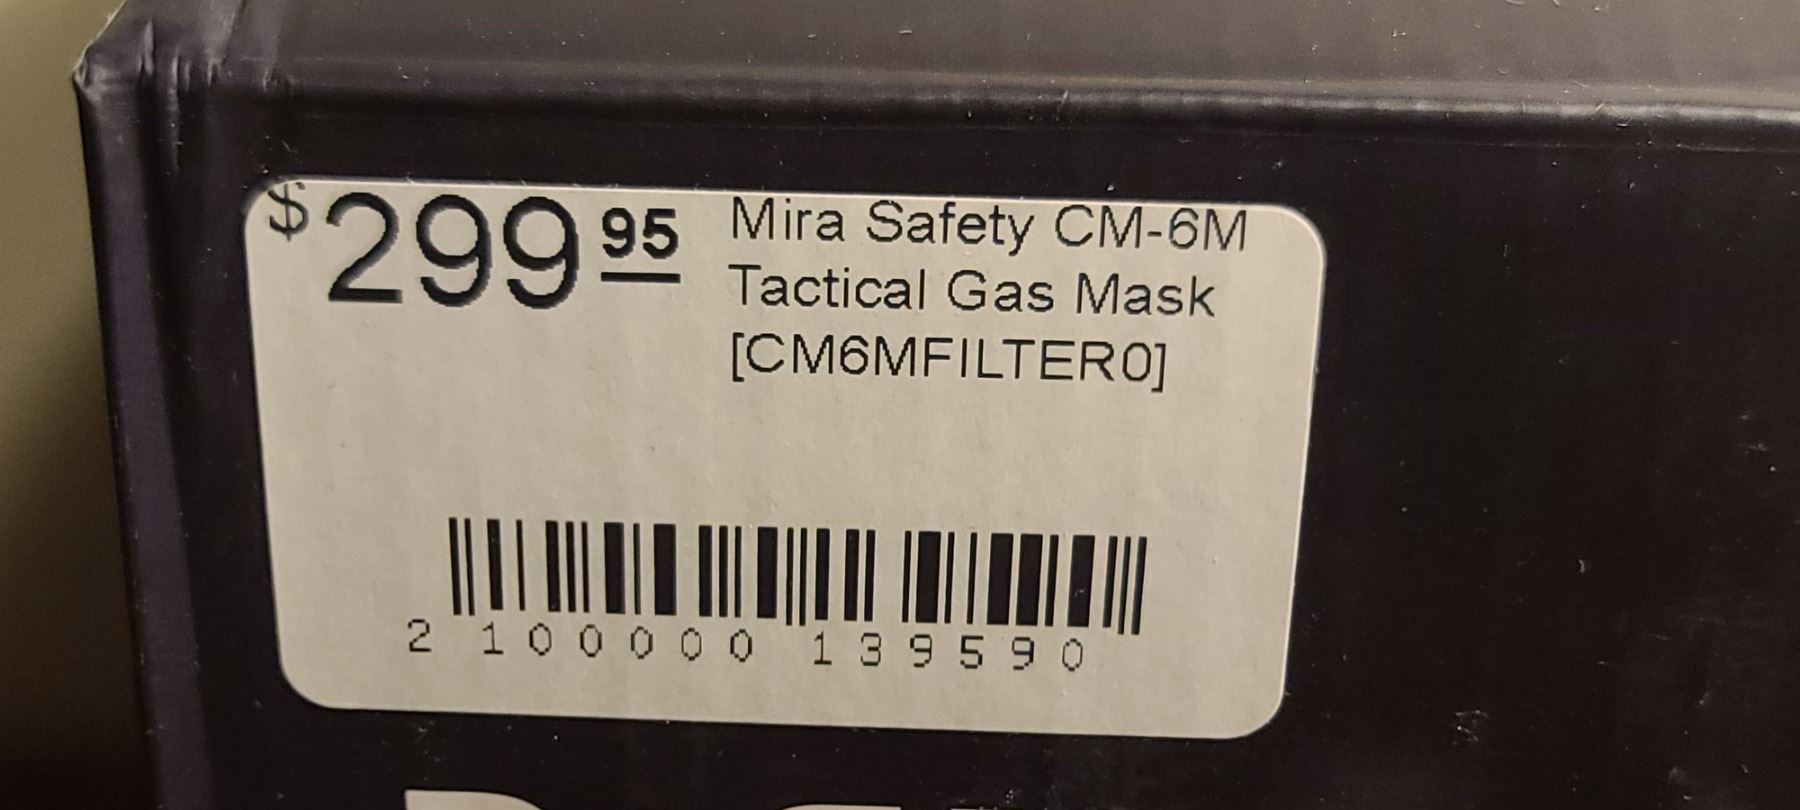 $299 95
Mira Safety CM-6M
Tactical Gas Mask
[CM6MFILTER0]
2 100000 139590